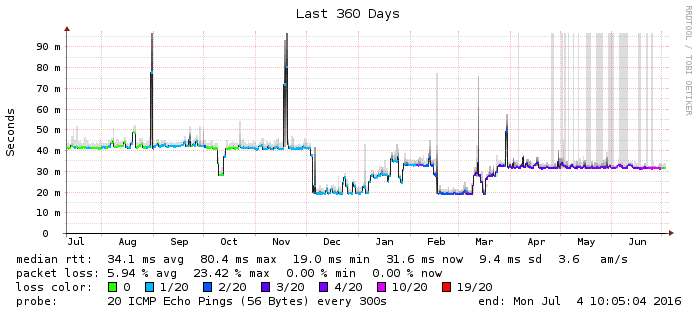 Last 360 Days
RRDTOOL / TOBI OETIKER
Seconds
90 m
80 m
70 m
60 m
50 m
40 m
30 m
20 m
10 m
0
Jul Aug Sep Oct Nov Dec Jan Feb Mar Apr May Jun
median rtt: 34.1 ms avg 80.4 ms max 19.0 ms min 31.6 ms now 9.4 ms sd 3.6 am/s
packet loss: 5.94 % avg 23.42 % max 0.00 % min 0.00 % now
loss color: 0 1/20 2/20 3/20 4/20 10/20 19/20
probe: 20 ICMP Echo Pings (56 Bytes) every 300s end: Mon Jul 4 10:05:04 2016